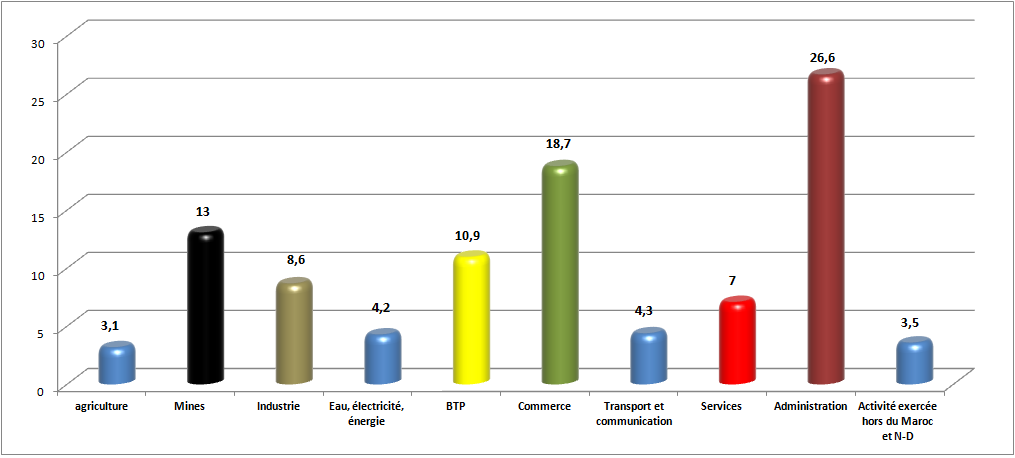 30
25
20
15
10
5
0
3,1
13
8,6
4,2
10,9
18,7
4,3
7
26,6
3,5
agriculture
Mines
Industrie
Eau, électricité,
énergie
BTP
Commerce
Transport et
communication
Services
Administration
Activité exercée
hors du Maroc
et N-D